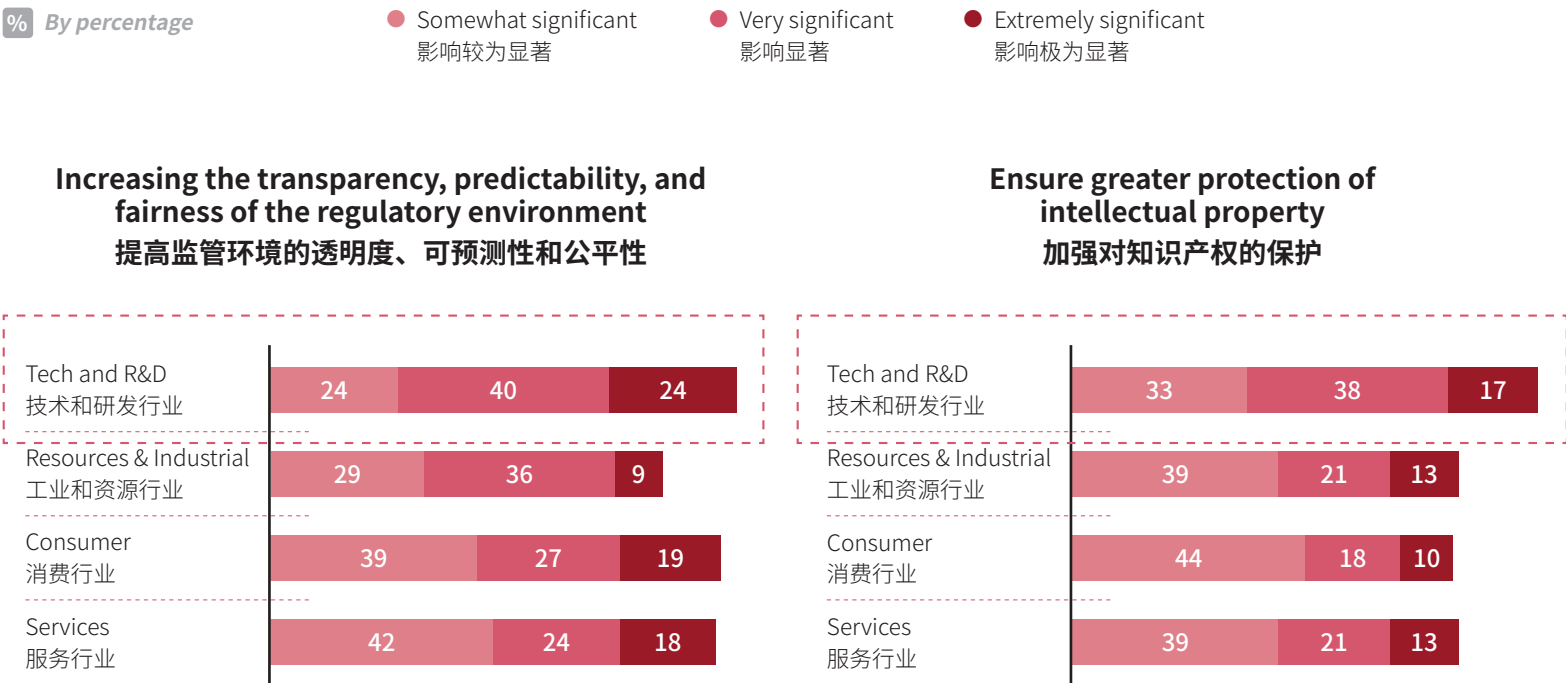 % By percentage
Somewhat significant
影响较为显著
Very significant
影响显著
Extremely significant
影响极为显著
Increasing the transparency, predictability, and
fairness of the regulatory environment
提高监管环境的透明度、可预测性和公平性
Tech and R&D
技术和研发行业
24 40 24
Resources & Industrial
工业和资源行业
29 36 9
Consumer
消费行业
39 27 19
Services
服务行业
42 24 18
Ensure greater protection of
intellectual property
加强对知识产权的保护
Tech and R&D
技术和研发行业
33 38 17
Resources & Industrial
工业和资源行业
39 21 13
Consumer
消费行业
44 18 10
Services
服务行业
39 21 13